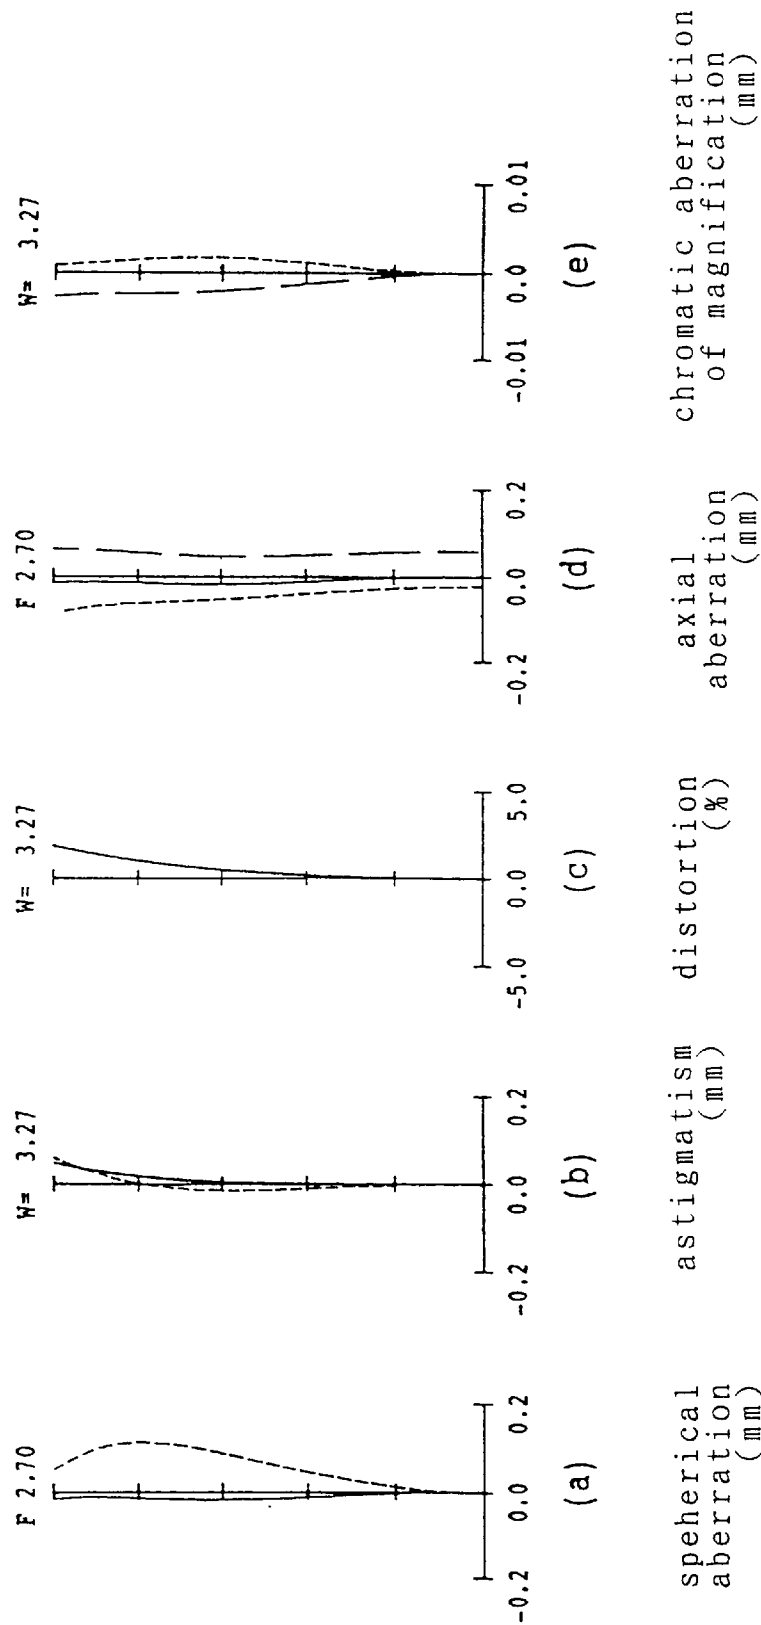 F 2.70
-0.2 0.0 0.2
(a)
speherical
aberration
(mm)
W= 3.27
-0.2 0.0 0.2
(b)
astigmatism
(mm)
W= 3.27
-5.0 0.0 5.0
(c)
distortion
(%)
F 2.70
-0.2 0.0 0.2
(d)
axial
aberration
(mm)
W= 3.27
-0.01 0.0 0.01
(e)
chromatic aberration
of magnification
(mm)